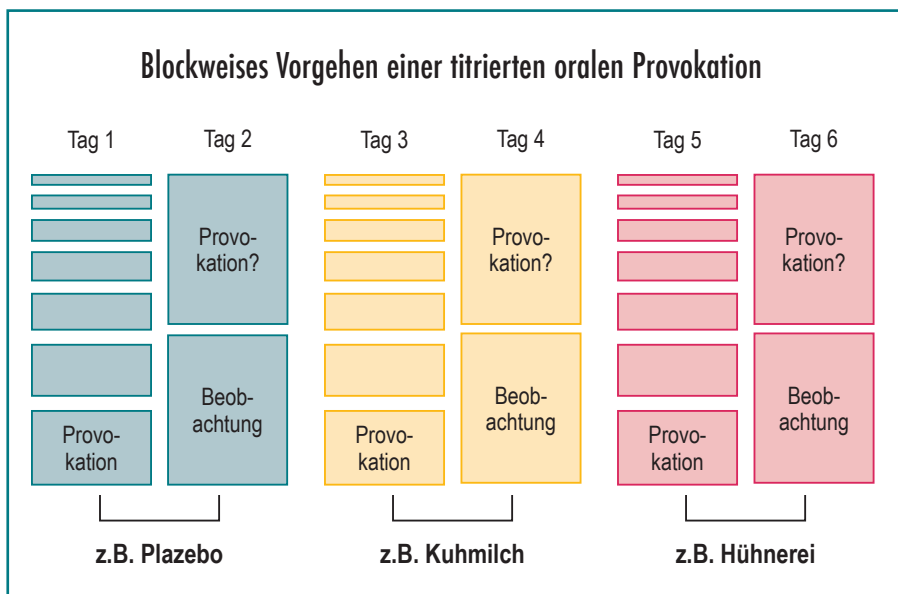 Blockweises Vorgehen einer titrierten oralen Provokation
Tag 1
Tag 2
Tag 3
Tag 4
Tag 5
Tag 6
Provo-
kation?
Provo-
kation?
Provo-
kation?
Beob-
achtung
Beob-
achtung
Beob-
achtung
Provo-
kation
Provo-
kation
Provo-
kation
z.B. Plazebo
z.B. Kuhmilch
z.B. Hühnerei